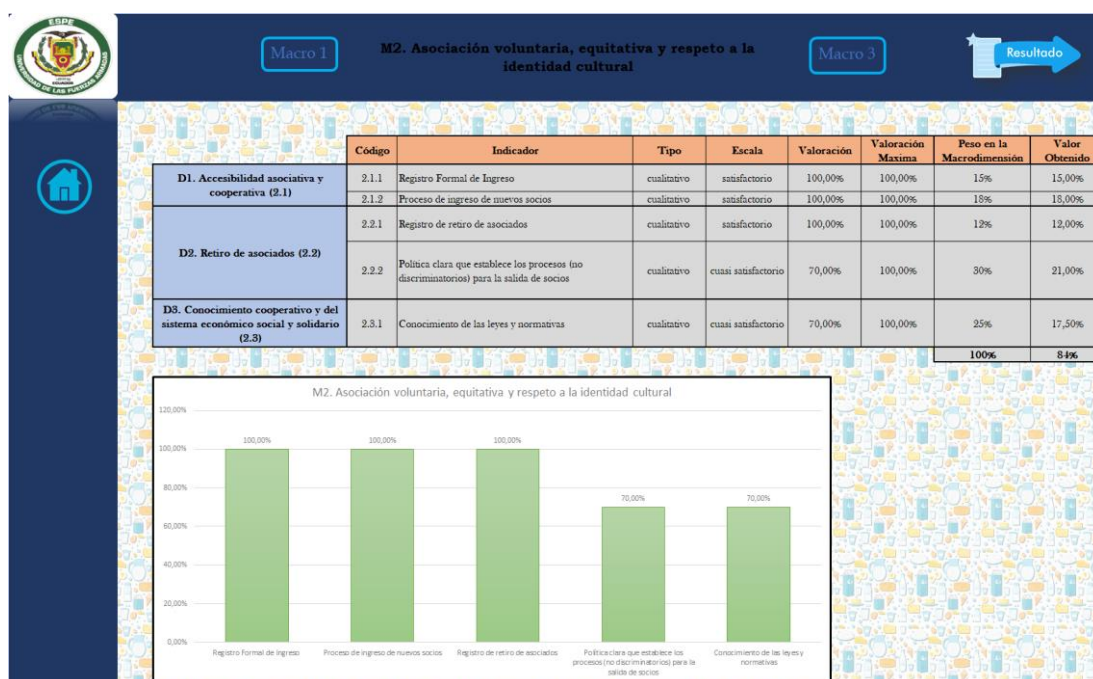 ESPE
UNIVERSIDAD DE LAS FUERZAS ARMADAS
ECUADOR
Macro 1
M2. Asociación voluntaria, equitativa y respeto a la
identidad cultural
Macro 3
Resultado
Código Indicador Tipo Escala Valoración Valoración Maxima Peso en la Macrodimensión Valor Obtenido
D1. Accesibilidad asociativa y
cooperativa (2.1)
2.1.1 Registro Formal de Ingreso cualitativo satisfactorio 100,00% 100,00% 15% 15,00%
2.1.2 Proceso de ingreso de nuevos socios cualitativo satisfactorio 100,00% 100,00% 18% 18,00%
D2. Retiro de asociados (2.2)
2.2.1 Registro de retiro de asociados cualitativo satisfactorio 100,00% 100,00% 12% 12,00%
2.2.2 Política clara que establece los procesos (no
discriminatorios) para la salida de socios cualitativo cuasi satisfactorio 70,00% 100,00% 30% 21,00%
D3. Conocimiento cooperativo y del
sistema económico social y solidario
(2.3)
2.3.1 Conocimiento de las leyes y normativas cualitativo cuasi satisfactorio 70,00% 100,00% 25% 17,50%
100% 84%
M2. Asociación voluntaria, equitativa y respeto a la identidad cultural
120,00%
100,00%
80,00%
60,00%
40,00%
20,00%
0,00%
100,00% 100,00% 100,00% 70,00% 70,00%
Registro Formal de Ingreso
Proceso de ingreso de nuevos socios
Registro de retiro de asociados
Política clara que establece los
procesos (no discriminatorios) para la
salida de socios
Conocimiento de las leyes y
normativas